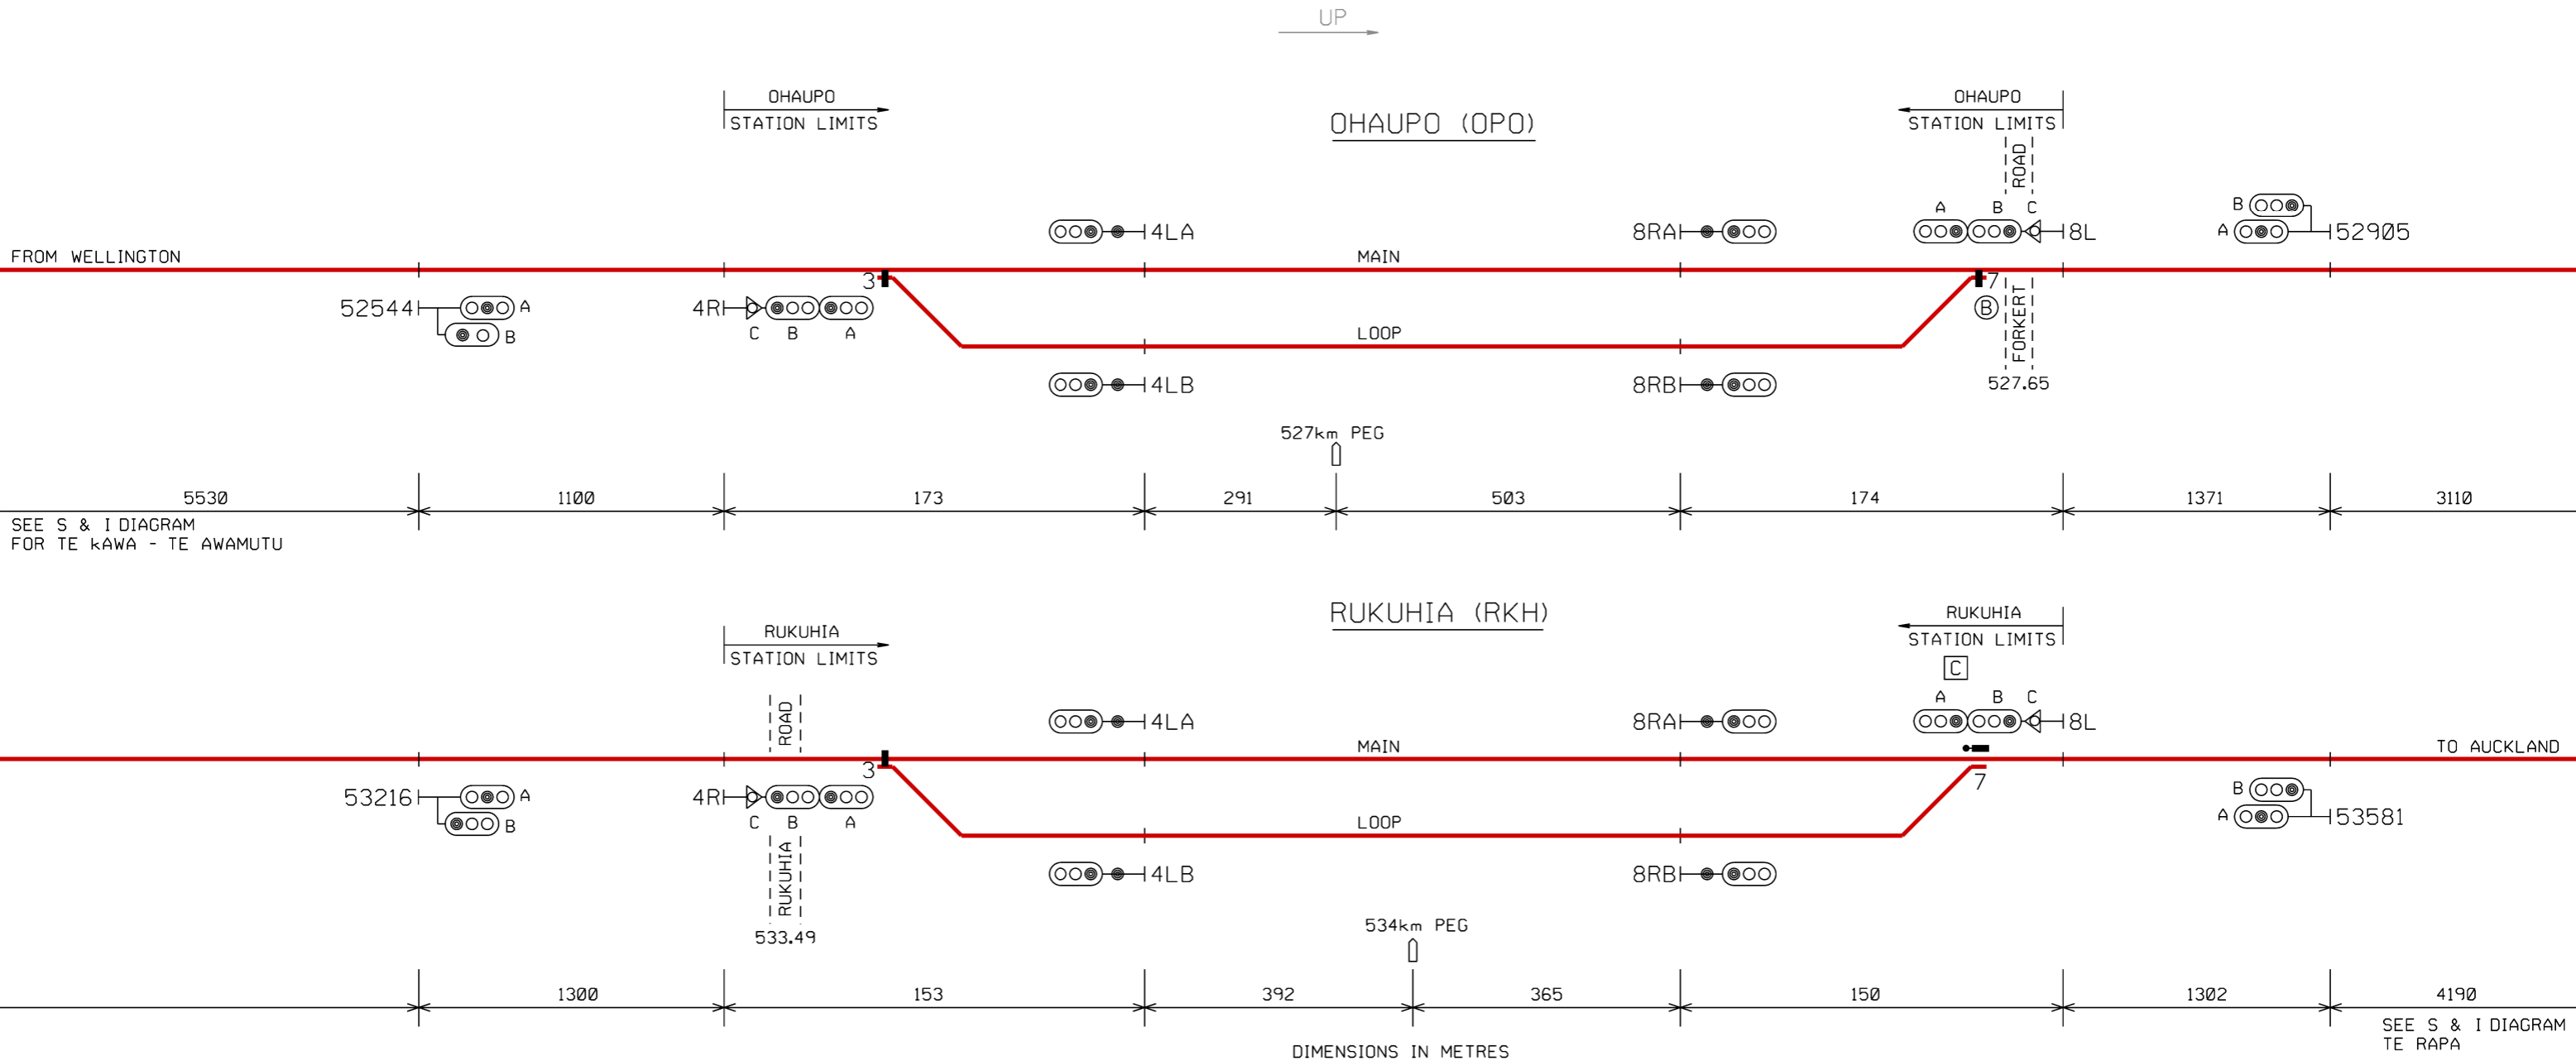 UP
OHAUPO
STATION LIMITS
OHAUPO (OPO)
OHAUPO
STATION LIMITS
ROAD
A B C
B
A
4LA
8RA
8L
52905
FROM WELLINGTON
MAIN
3
7
52544
A
B
4R
C B A
B
FORKERT
LOOP
4LB
8RB
527.65
527km PEG
5530
1100
173
291
503
174
1371
3110
SEE S & I DIAGRAM
FOR TE kAWA - TE AWAMUTU
RUKUHIA
STATION LIMITS
RUKUHIA (RKH)
RUKUHIA
STATION LIMITS
C
ROAD
A B C
4LA
8RA
8L
MAIN
TO AUCKLAND
3
7
53216
A
B
4R
C B A
B
A
53581
LOOP
RUKUHIA
4LB
8RB
533.49
534km PEG
1300
153
392
365
150
1302
4190
SEE S & I DIAGRAM
TE RAPA
DIMENSIONS IN METRES